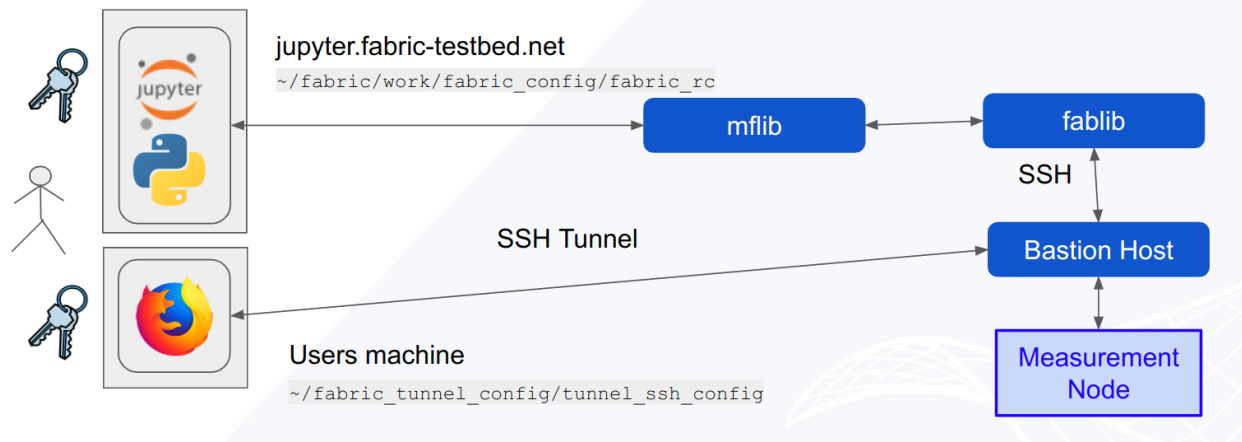 jupyter.fabric-testbed.net
~/fabric/work/fabric_config/fabric_rc
jupyter
mflib
fablib
SSH
SSH Tunnel
Bastion Host
Users machine
~/fabric_tunnel_config/tunnel_ssh_config
Measurement
Node